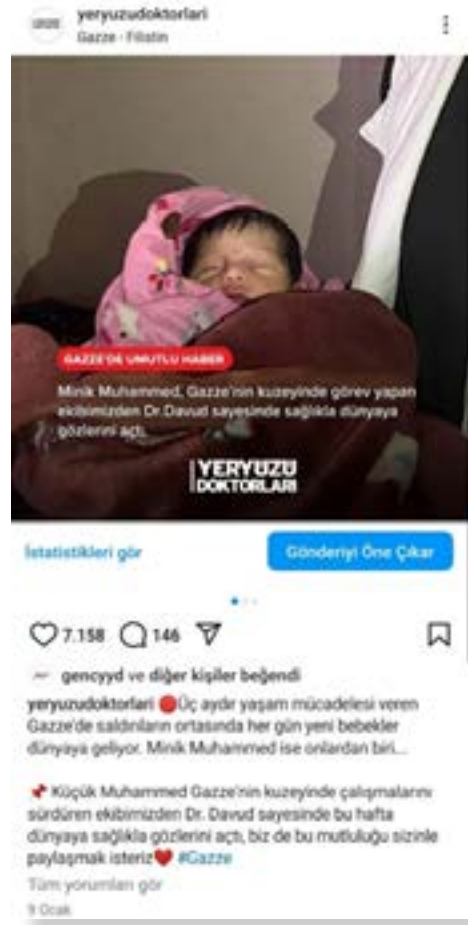 yeryuzudoktorlari
Gazze - Filistin
GAZZE'DE UMUTLU HABER
Minik Muhammed, Gazze'nin kuzeyinde görev yapan
ekibimizden Dr.Davud sayesinde sağlıkla dünyaya
gözlerini açtı.
YERYÜZÜ
DOKTORLARI
İstatistikleri gör
Gönderiyi Öne Çıkar
7.158 146
gencyyd ve diğer kişiler beğendi
yeryuzudoktorlari 🔴Üç aydır yaşam mücadelesi veren
Gazze'de saldırıların ortasında her gün yeni bebekler
dünyaya geliyor. Minik Muhammed ise onlardan biri...
📌 Küçük Muhammed Gazze'nin kuzeyinde çalışmalarını
sürdüren ekibimizden Dr. Davud sayesinde bu hafta
dünyaya sağlıkla gözlerini açtı, biz de bu mutluluğu sizinle
paylaşmak isteriz❤️ #Gazze
Tüm yorumları gör
9 Ocak